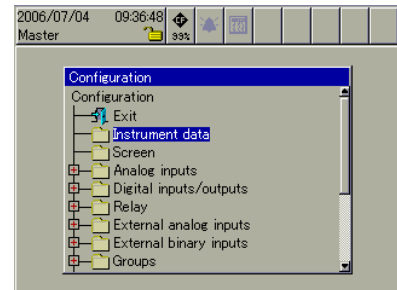 2006/07/04 09:36:48
Master 99%
Configuration
Configuration
Exit
Instrument data
Screen
Analog inputs
Digital inputs/outputs
Relay
External analog inputs
External binary inputs
Groups